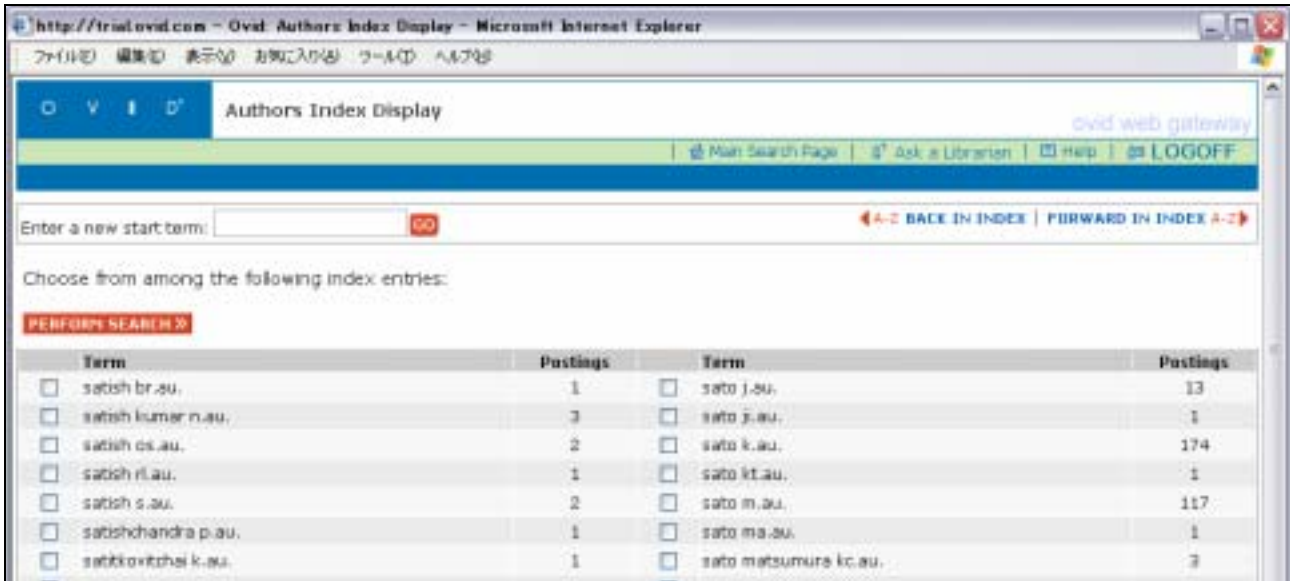 http://trial.ovid.com - Ovid: Authors Index Display - Microsoft Internet Explorer
ファイル(F) 編集(E) 表示(V) お気に入り(A) ツール(T) ヘルプ(H)
O V I D Authors Index Display
ovid web gateway
| Main Search Page | Ask a Librarian | Help | LOGOFF
Enter a new start term: GO A-Z BACK IN INDEX | FORWARD IN INDEX A-Z
Choose from among the following index entries:
PERFORM SEARCH »
Term Postings Term Postings
satish br.au. 1 sato j.au. 13
satish kumar n.au. 3 sato ji.au. 1
satish os.au. 2 sato k.au. 174
satish rl.au. 1 sato kt.au. 1
satish s.au. 2 sato m.au. 117
satishchandra p.au. 1 sato ma.au. 1
satitkovitchai k.au. 1 sato matsumura kc.au. 3